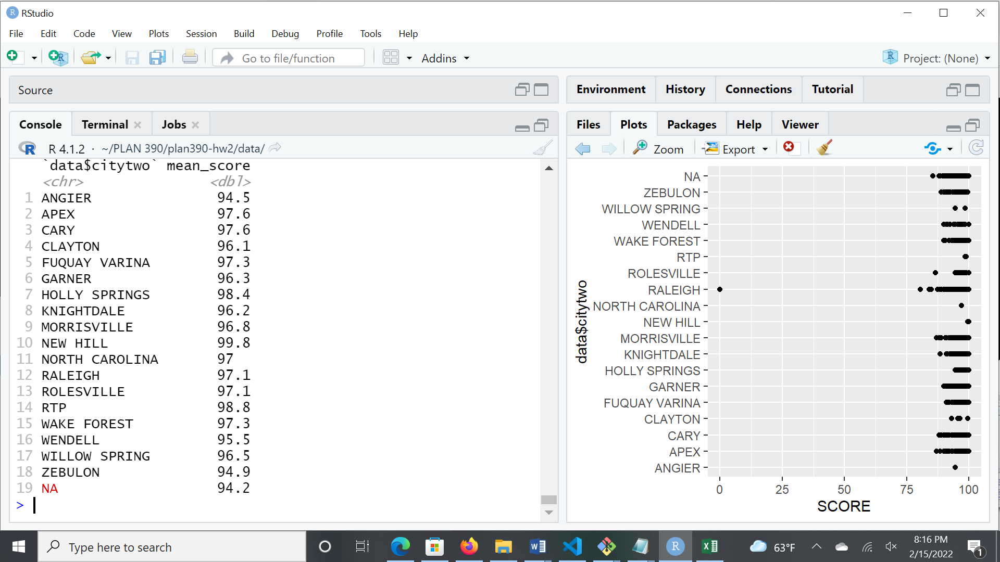 RStudio
File Edit Code View Plots Session Build Debug Profile Tools Help
Go to file/function Addins Project: (None)
Source
Environment History Connections Tutorial
Console Terminal Jobs
Files Plots Packages Help Viewer
R 4.1.2 · ~/PLAN 390/plan390-hw2/data/
Zoom Export
`data$citytwo` mean_score
<chr> <dbl>
1 ANGIER 94.5
2 APEX 97.6
3 CARY 97.6
4 CLAYTON 96.1
5 FUQUAY VARINA 97.3
6 GARNER 96.3
7 HOLLY SPRINGS 98.4
8 KNIGHTDALE 96.2
9 MORRISVILLE 96.8
10 NEW HILL 99.8
11 NORTH CAROLINA 97
12 RALEIGH 97.1
13 ROLESVILLE 97.1
14 RTP 98.8
15 WAKE FOREST 97.3
16 WENDELL 95.5
17 WILLOW SPRING 96.5
18 ZEBULON 94.9
19 NA 94.2
>
NA
ZEBULON
WILLOW SPRING
WENDELL
WAKE FOREST
RTP
ROLESVILLE
RALEIGH
NORTH CAROLINA
NEW HILL
MORRISVILLE
KNIGHTDALE
HOLLY SPRINGS
GARNER
FUQUAY VARINA
CLAYTON
CARY
APEX
ANGIER
data$citytwo
0 25 50 75 100
SCORE
Type here to search
63°F
8:16 PM
2/15/2022
1